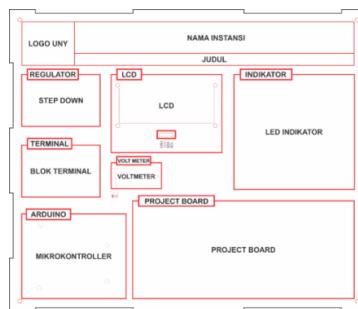 LOGO UNY
NAMA INSTANSI
JUDUL
REGULATOR
STEP DOWN
LCD
LCD
INDIKATOR
LED INDIKATOR
TERMINAL
BLOK TERMINAL
VOLT METER
VOLTMETER
ARDUINO
MIKROKONTROLLER
PROJECT BOARD
PROJECT BOARD